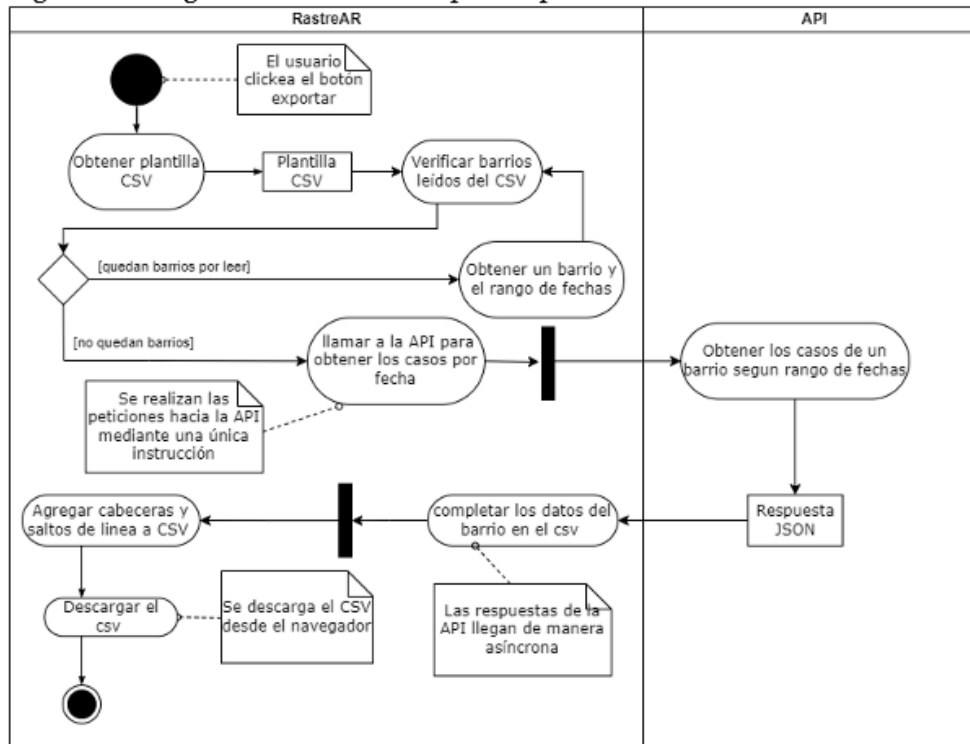 RastreAR
API
El usuario
clickea el botón
exportar
Obtener plantilla
CSV
Plantilla
CSV
Verificar barrios
leídos del CSV
[quedan barrios por leer]
Obtener un barrio y
el rango de fechas
[no quedan barrios]
llamar a la API para
obtener los casos por
fecha
Obtener los casos de un
barrio segun rango de fechas
Se realizan las
peticiones hacia la API
mediante una única
instrucción
Agregar cabeceras y
saltos de linea a CSV
completar los datos del
barrio en el csv
Respuesta
JSON
Descargar el
csv
Se descarga el CSV
desde el navegador
Las respuestas de la
API llegan de manera
asíncrona